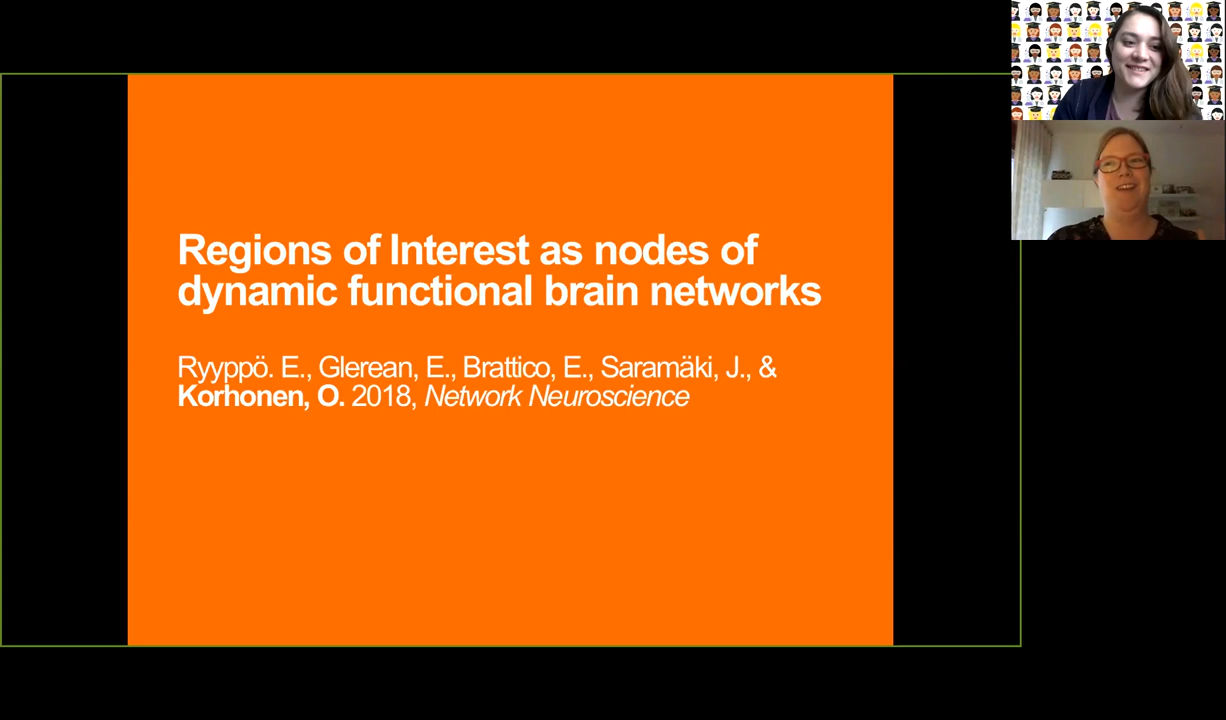 Regions of Interest as nodes of
dynamic functional brain networks
Ryyppö. E., Glerean, E., Brattico, E., Saramäki, J., &
Korhonen, O. 2018, Network Neuroscience